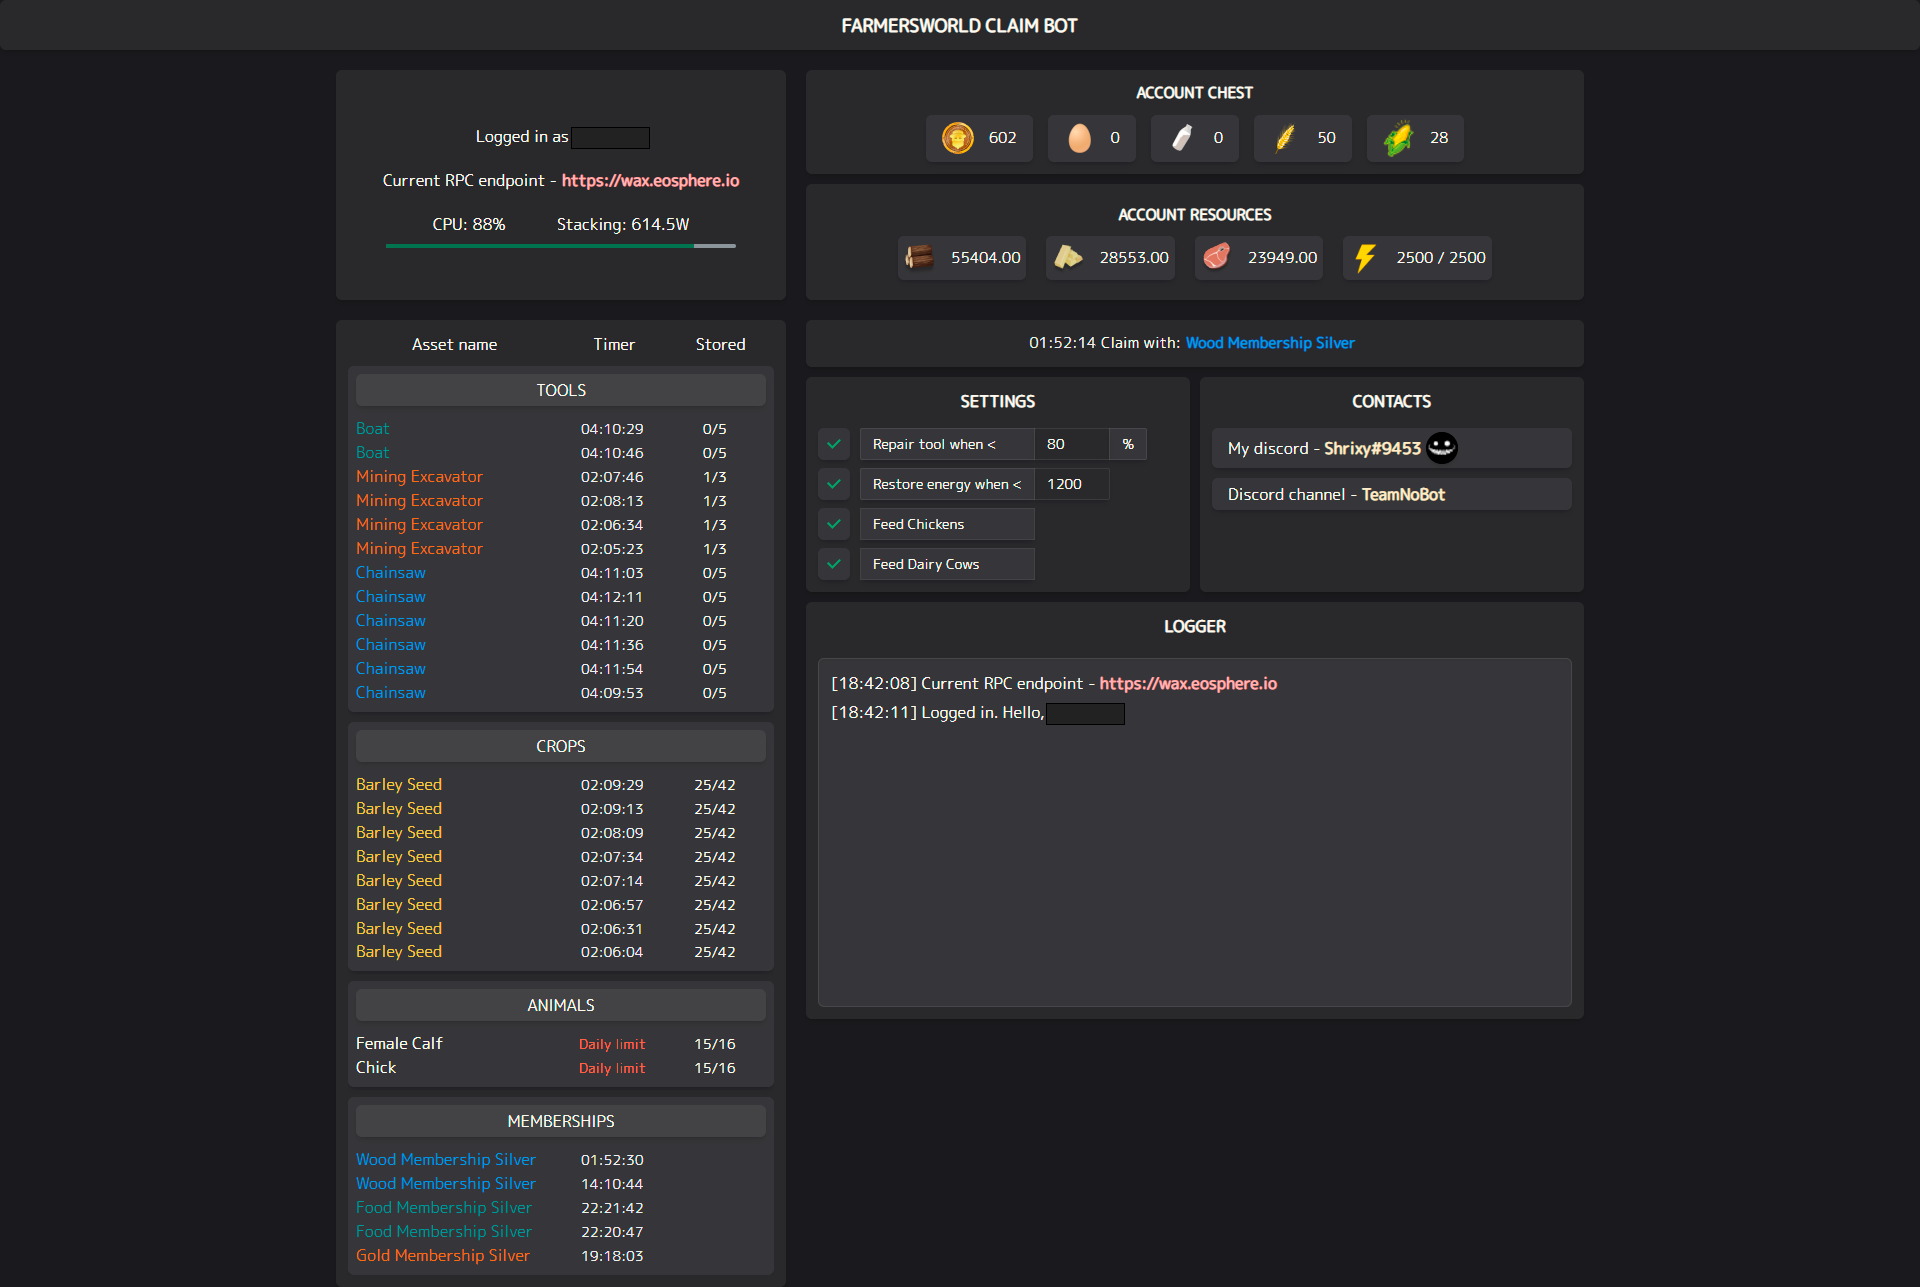 FARMERSWORLD CLAIM BOT
Logged in as
Current RPC endpoint - https://wax.eosphere.io
CPU: 88% Stacking: 614.5W
ACCOUNT CHEST
602 0 0 50 28
ACCOUNT RESOURCES
55404.00 28553.00 23949.00 2500 / 2500
Asset name Timer Stored
TOOLS
Boat 04:10:29 0/5
Boat 04:10:46 0/5
Mining Excavator 02:07:46 1/3
Mining Excavator 02:08:13 1/3
Mining Excavator 02:06:34 1/3
Mining Excavator 02:05:23 1/3
Chainsaw 04:11:03 0/5
Chainsaw 04:12:11 0/5
Chainsaw 04:11:20 0/5
Chainsaw 04:11:36 0/5
Chainsaw 04:11:54 0/5
Chainsaw 04:09:53 0/5
CROPS
Barley Seed 02:09:29 25/42
Barley Seed 02:09:13 25/42
Barley Seed 02:08:09 25/42
Barley Seed 02:07:34 25/42
Barley Seed 02:07:14 25/42
Barley Seed 02:06:57 25/42
Barley Seed 02:06:31 25/42
Barley Seed 02:06:04 25/42
ANIMALS
Female Calf Daily limit 15/16
Chick Daily limit 15/16
MEMBERSHIPS
Wood Membership Silver 01:52:30
Wood Membership Silver 14:10:44
Food Membership Silver 22:21:42
Food Membership Silver 22:20:47
Gold Membership Silver 19:18:03
01:52:14 Claim with: Wood Membership Silver
SETTINGS
Repair tool when < 80 %
Restore energy when < 1200
Feed Chickens
Feed Dairy Cows
CONTACTS
My discord - Shrixy#9453
Discord channel - TeamNoBot
LOGGER
[18:42:08] Current RPC endpoint - https://wax.eosphere.io
[18:42:11] Logged in. Hello,